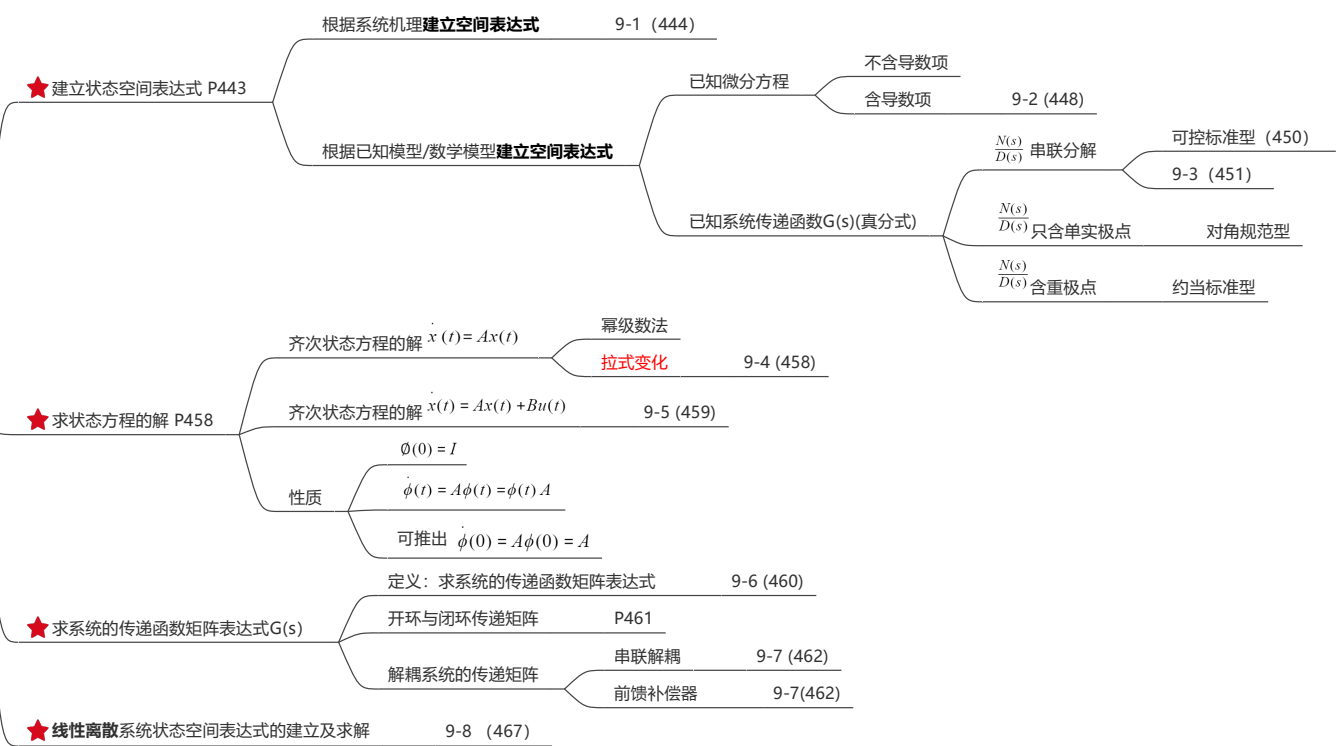 建立状态空间表达式 P443
根据系统机理建立空间表达式 9-1（444）
根据已知模型/数学模型建立空间表达式
已知微分方程
不含导数项
含导数项 9-2 (448)
已知系统传递函数G(s)(真分式)
N(s)/D(s) 串联分解
可控标准型（450）
9-3（451）
N(s)/D(s) 只含单实极点 对角规范型
N(s)/D(s) 含重极点 约当标准型
求状态方程的解 P458
齐次状态方程的解 ẋ (t)= Ax(t)
幂级数法
拉式变化 9-4 (458)
齐次状态方程的解 ẋ(t) = Ax(t) +Bu(t) 9-5 (459)
性质
∅(0) = I
ϕ̇(t) = Aϕ(t) =ϕ(t) A
可推出 ϕ̇(0) = Aϕ(0) = A
求系统的传递函数矩阵表达式G(s)
定义：求系统的传递函数矩阵表达式 9-6 (460)
开环与闭环传递矩阵 P461
解耦系统的传递矩阵
串联解耦 9-7 (462)
前馈补偿器 9-7(462)
线性离散系统状态空间表达式的建立及求解 9-8 （467）